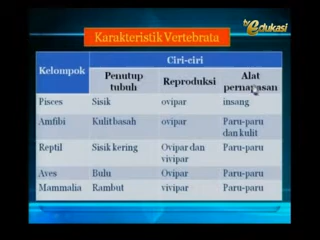 tv edukasi
Karakteristik Vertebrata
Kelompok
Ciri-ciri
Penutup tubuh
Reproduksi
Alat pernapasan
Pisces Sisik ovipar insang
Amfibi Kulit basah ovipar Paru-paru dan kulit
Reptil Sisik kering Ovipar dan vivipar Paru-paru
Aves Bulu Ovipar Paru-paru
Mammalia Rambut vivipar Paru-paru